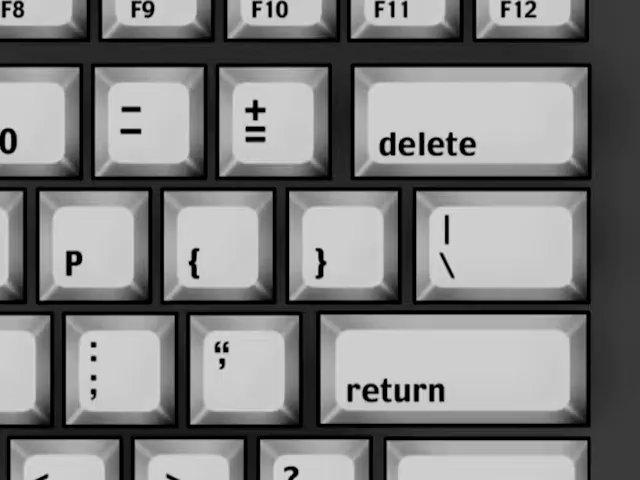 F8 F9 F10 F11 F12
0 − – + = delete
P { } | \
: ; “ , return
< > ?